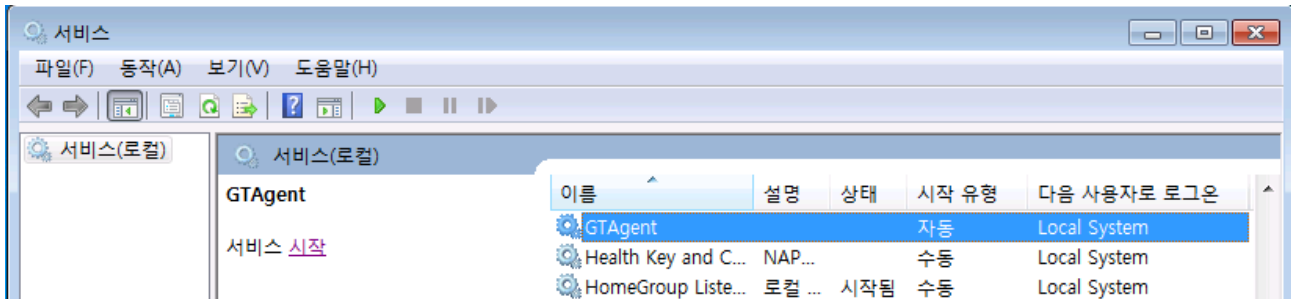 서비스
파일(F) 동작(A) 보기(V) 도움말(H)
서비스(로컬)
서비스(로컬)
GTAgent
서비스 시작
이름 설명 상태 시작 유형 다음 사용자로 로그온
GTAgent 자동 Local System
Health Key and C... NAP... 수동 Local System
HomeGroup Liste... 로컬 ... 시작됨 수동 Local System